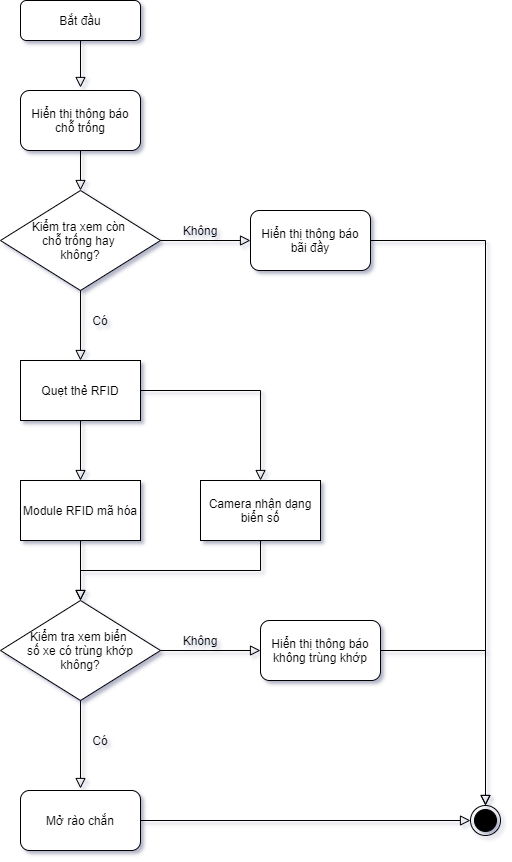 Bắt đầu
Hiển thị thông báo
chỗ trống
Kiểm tra xem còn
chỗ trống hay
không?
Không
Hiển thị thông báo
bãi đầy
Có
Quẹt thẻ RFID
Module RFID mã hóa
Camera nhận dạng
biển số
Kiểm tra xem biển
số xe có trùng khớp
không?
Không
Hiển thị thông báo
không trùng khớp
Có
Mở rào chắn